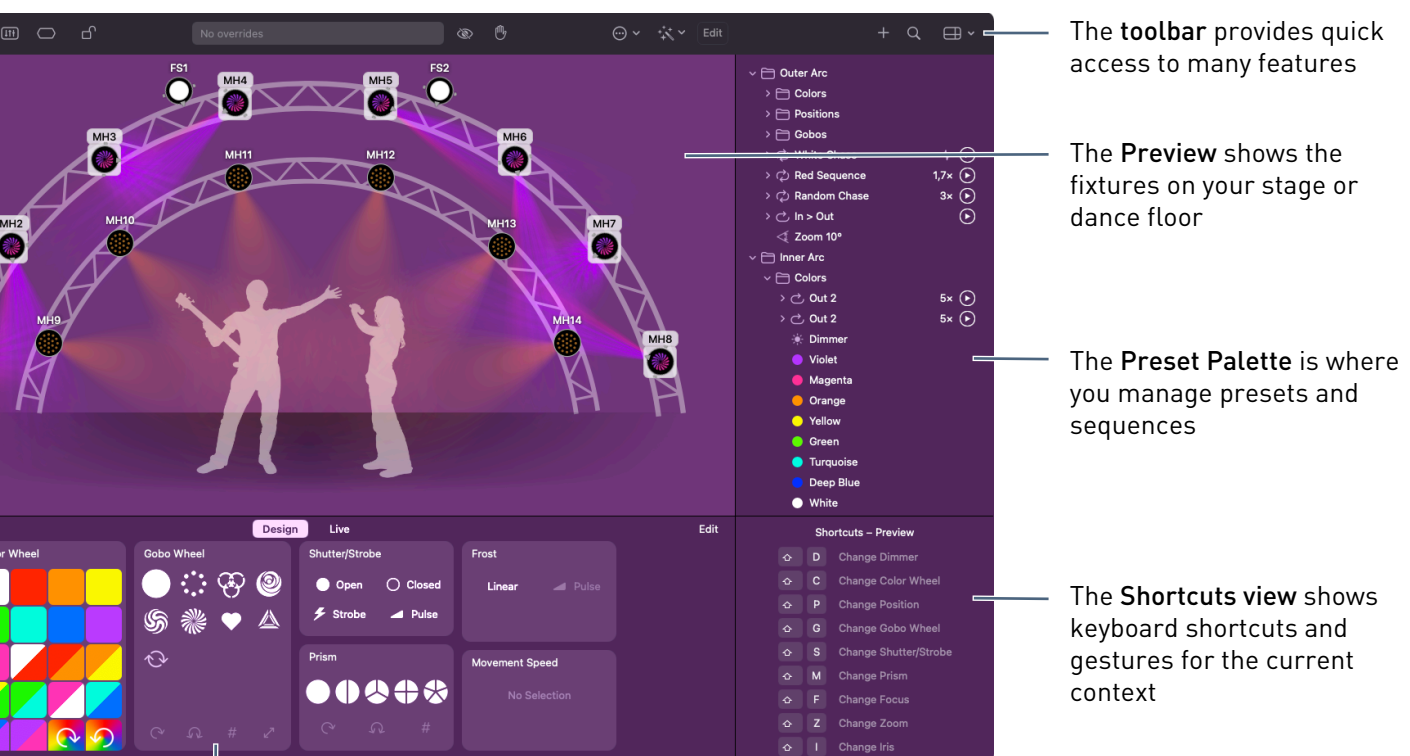 No overrides
Edit
FS1
FS2
MH4
MH5
MH3
MH6
MH11
MH12
MH2
MH10
MH13
MH7
MH9
MH14
MH8
Outer Arc
Colors
Positions
Gobos
White Chase
Red Sequence 1,7×
Random Chase 3×
In > Out
Zoom 10°
Inner Arc
Colors
Out 2 5×
Out 2 5×
Dimmer
Violet
Magenta
Orange
Yellow
Green
Turquoise
Deep Blue
White
The toolbar provides quick
access to many features
The Preview shows the
fixtures on your stage or
dance floor
The Preset Palette is where
you manage presets and
sequences
The Shortcuts view shows
keyboard shortcuts and
gestures for the current
context
Design Live Edit
or Wheel
Gobo Wheel
#
Shutter/Strobe
Open Closed
Strobe Pulse
Prism
#
Frost
Linear Pulse
Movement Speed
No Selection
Shortcuts – Preview
D Change Dimmer
C Change Color Wheel
P Change Position
G Change Gobo Wheel
S Change Shutter/Strobe
M Change Prism
F Change Focus
Z Change Zoom
I Change Iris